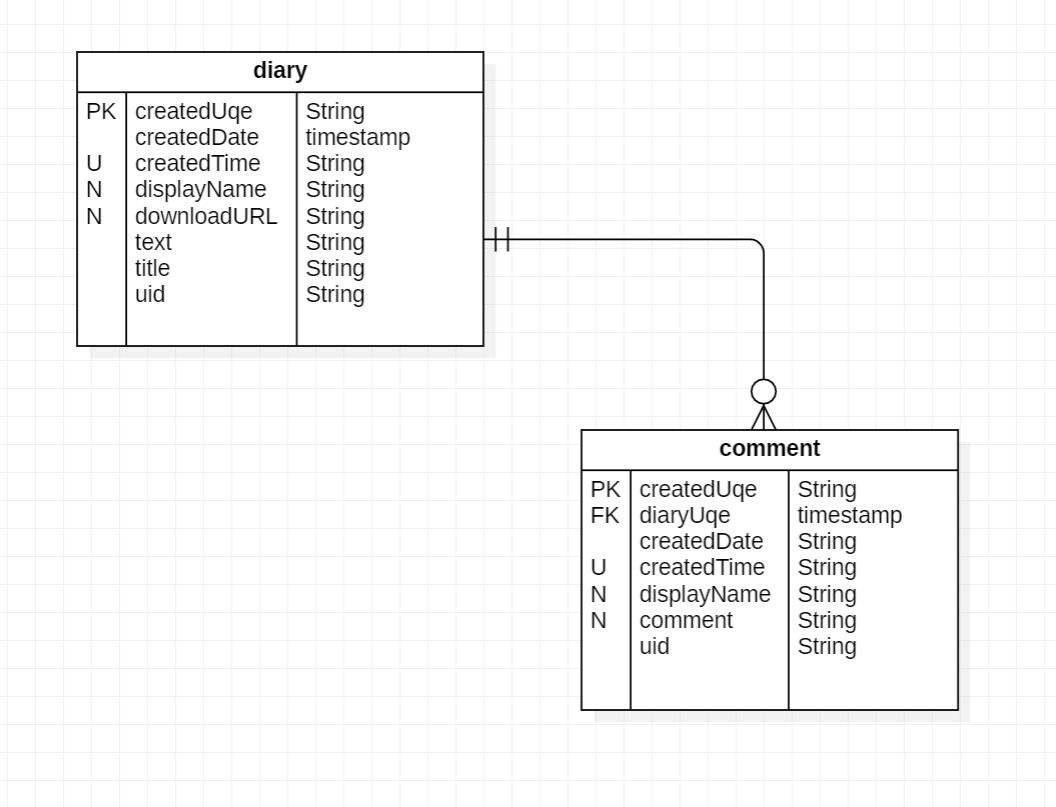 diary
PK createdUqe String
createdDate timestamp
U createdTime String
N displayName String
N downloadURL String
text String
title String
uid String
comment
PK createdUqe String
FK diaryUqe timestamp
createdDate String
U createdTime String
N displayName String
N comment String
uid String